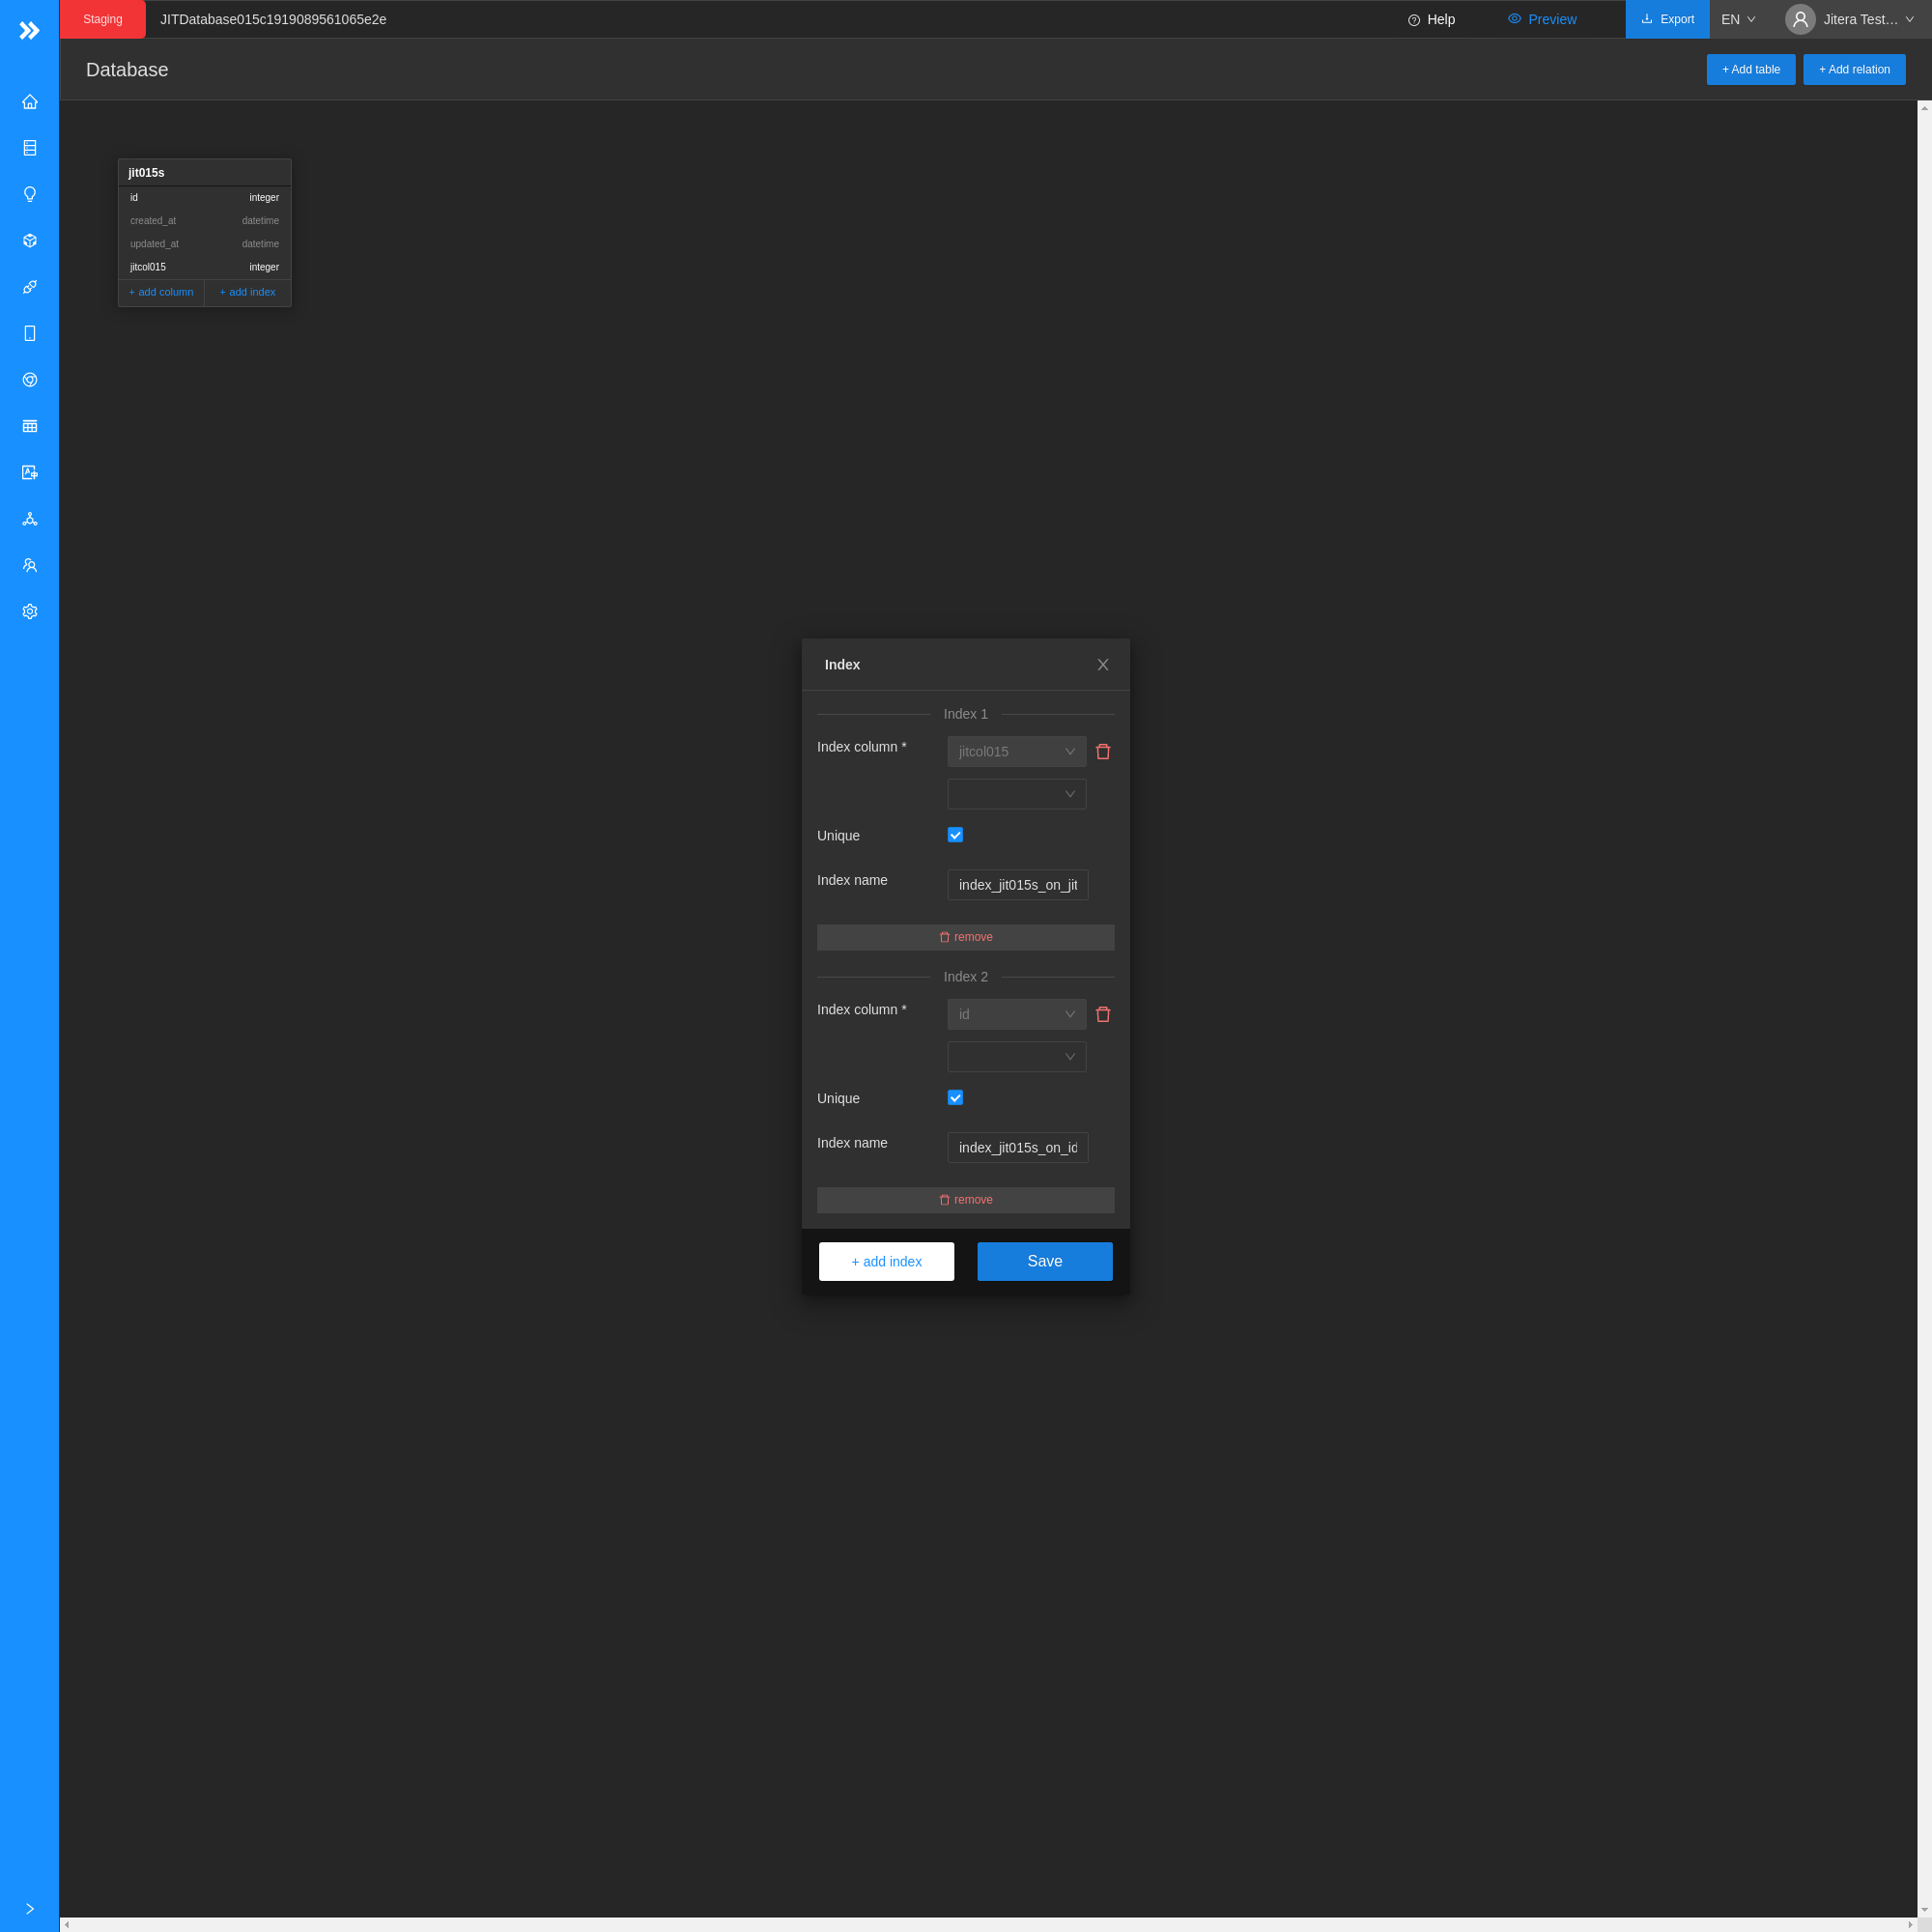 Staging JITDatabase015c1919089561065e2e Help Preview Export EN Jitera Test…
Database + Add table + Add relation
jit015s
id integer
created_at datetime
updated_at datetime
jitcol015 integer
+ add column + add index
Index
Index 1
Index column * jitcol015
Unique
Index name index_jit015s_on_jit
remove
Index 2
Index column * id
Unique
Index name index_jit015s_on_id
remove
+ add index Save